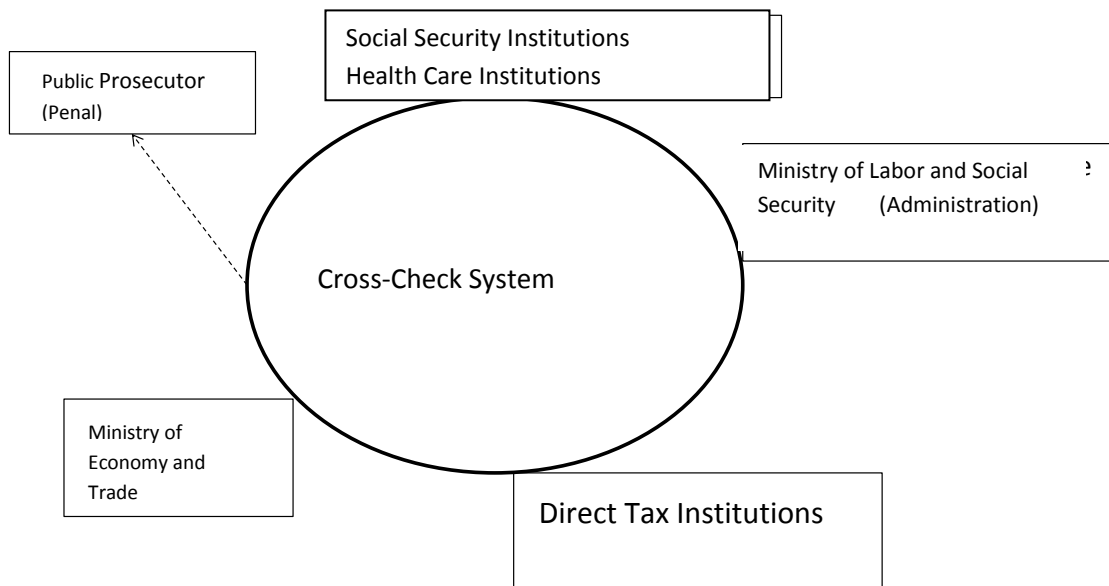 Social Security Institutions
Health Care Institutions
Public Prosecutor
(Penal)
Ministry of Labor and Social
Security (Administration)
Cross-Check System
Ministry of
Economy and
Trade
Direct Tax Institutions